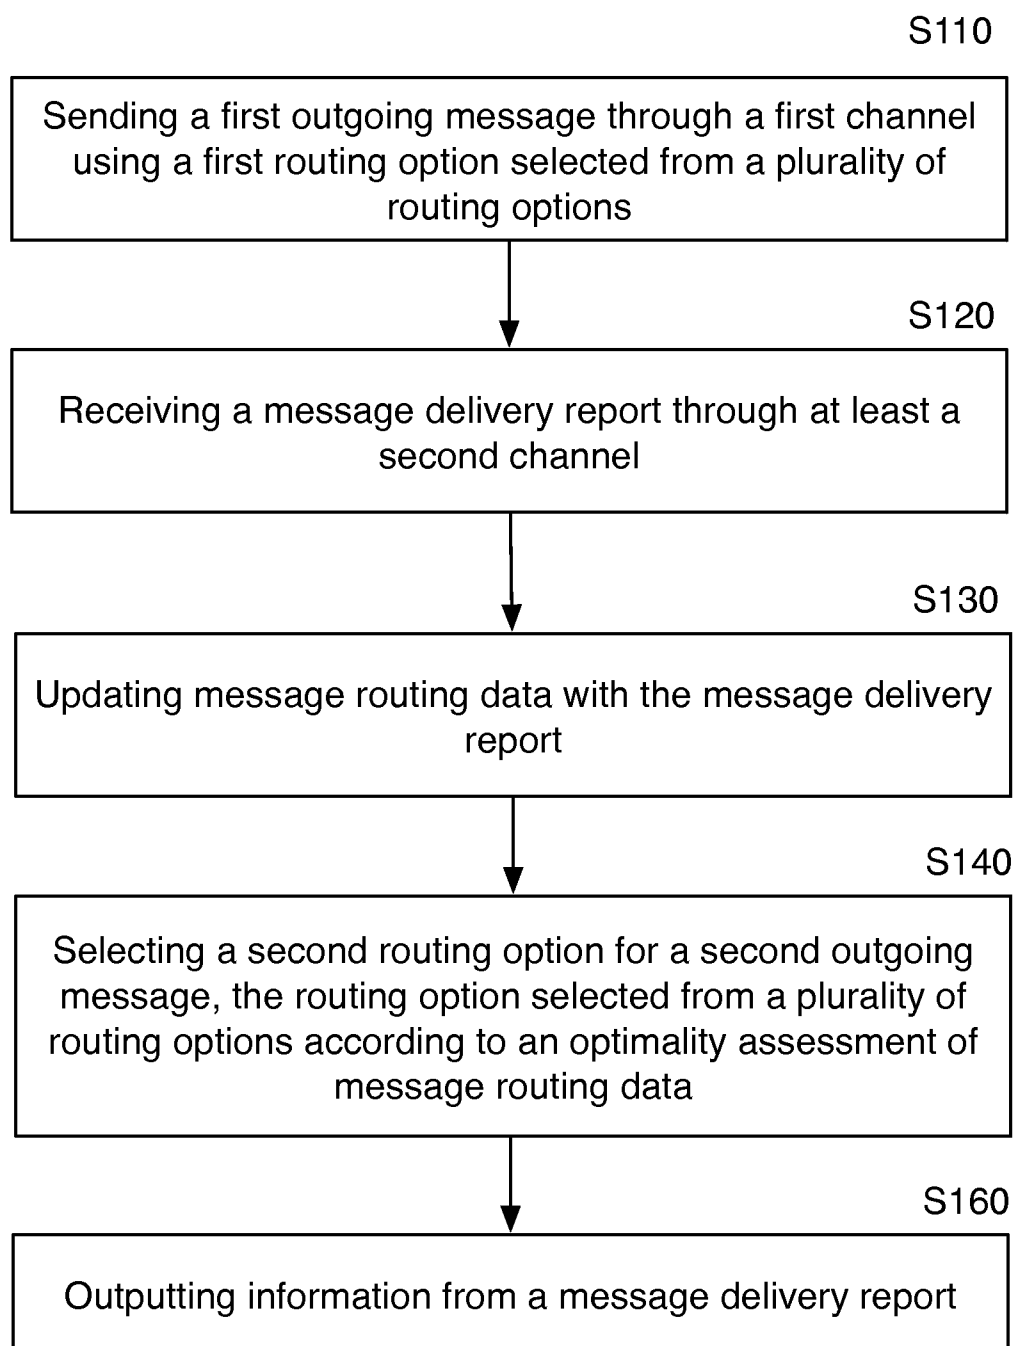 S110
Sending a first outgoing message through a first channel
using a first routing option selected from a plurality of
routing options
S120
Receiving a message delivery report through at least a
second channel
S130
Updating message routing data with the message delivery
report
S140
Selecting a second routing option for a second outgoing
message, the routing option selected from a plurality of
routing options according to an optimality assessment of
message routing data
S160
Outputting information from a message delivery report